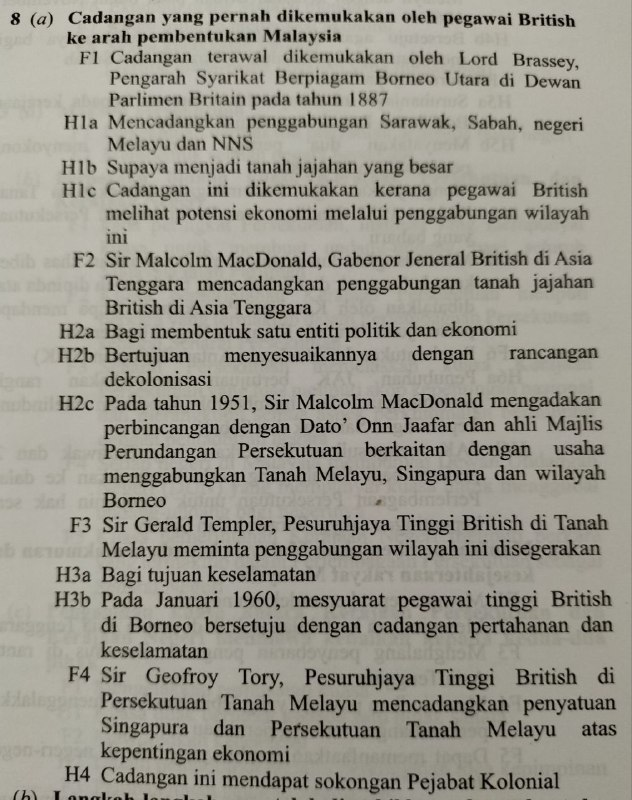 8 (a) Cadangan yang pernah dikemukakan oleh pegawai British
ke arah pembentukan Malaysia
F1 Cadangan terawal dikemukakan oleh Lord Brassey,
Pengarah Syarikat Berpiagam Borneo Utara di Dewan
Parlimen Britain pada tahun 1887
H1a Mencadangkan penggabungan Sarawak, Sabah, negeri
Melayu dan NNS
H1b Supaya menjadi tanah jajahan yang besar
H1c Cadangan ini dikemukakan kerana pegawai British
melihat potensi ekonomi melalui penggabungan wilayah
ini
F2 Sir Malcolm MacDonald, Gabenor Jeneral British di Asia
Tenggara mencadangkan penggabungan tanah jajahan
British di Asia Tenggara
H2a Bagi membentuk satu entiti politik dan ekonomi
H2b Bertujuan menyesuaikannya dengan rancangan
dekolonisasi
H2c Pada tahun 1951, Sir Malcolm MacDonald mengadakan
perbincangan dengan Dato' Onn Jaafar dan ahli Majlis
Perundangan Persekutuan berkaitan dengan usaha
menggabungkan Tanah Melayu, Singapura dan wilayah
Borneo
F3 Sir Gerald Templer, Pesuruhjaya Tinggi British di Tanah
Melayu meminta penggabungan wilayah ini disegerakan
H3a Bagi tujuan keselamatan
H3b Pada Januari 1960, mesyuarat pegawai tinggi British
di Borneo bersetuju dengan cadangan pertahanan dan
keselamatan
F4 Sir Geofroy Tory, Pesuruhjaya Tinggi British di
Persekutuan Tanah Melayu mencadangkan penyatuan
Singapura dan Persekutuan Tanah Melayu atas
kepentingan ekonomi
H4 Cadangan ini mendapat sokongan Pejabat Kolonial
(b)